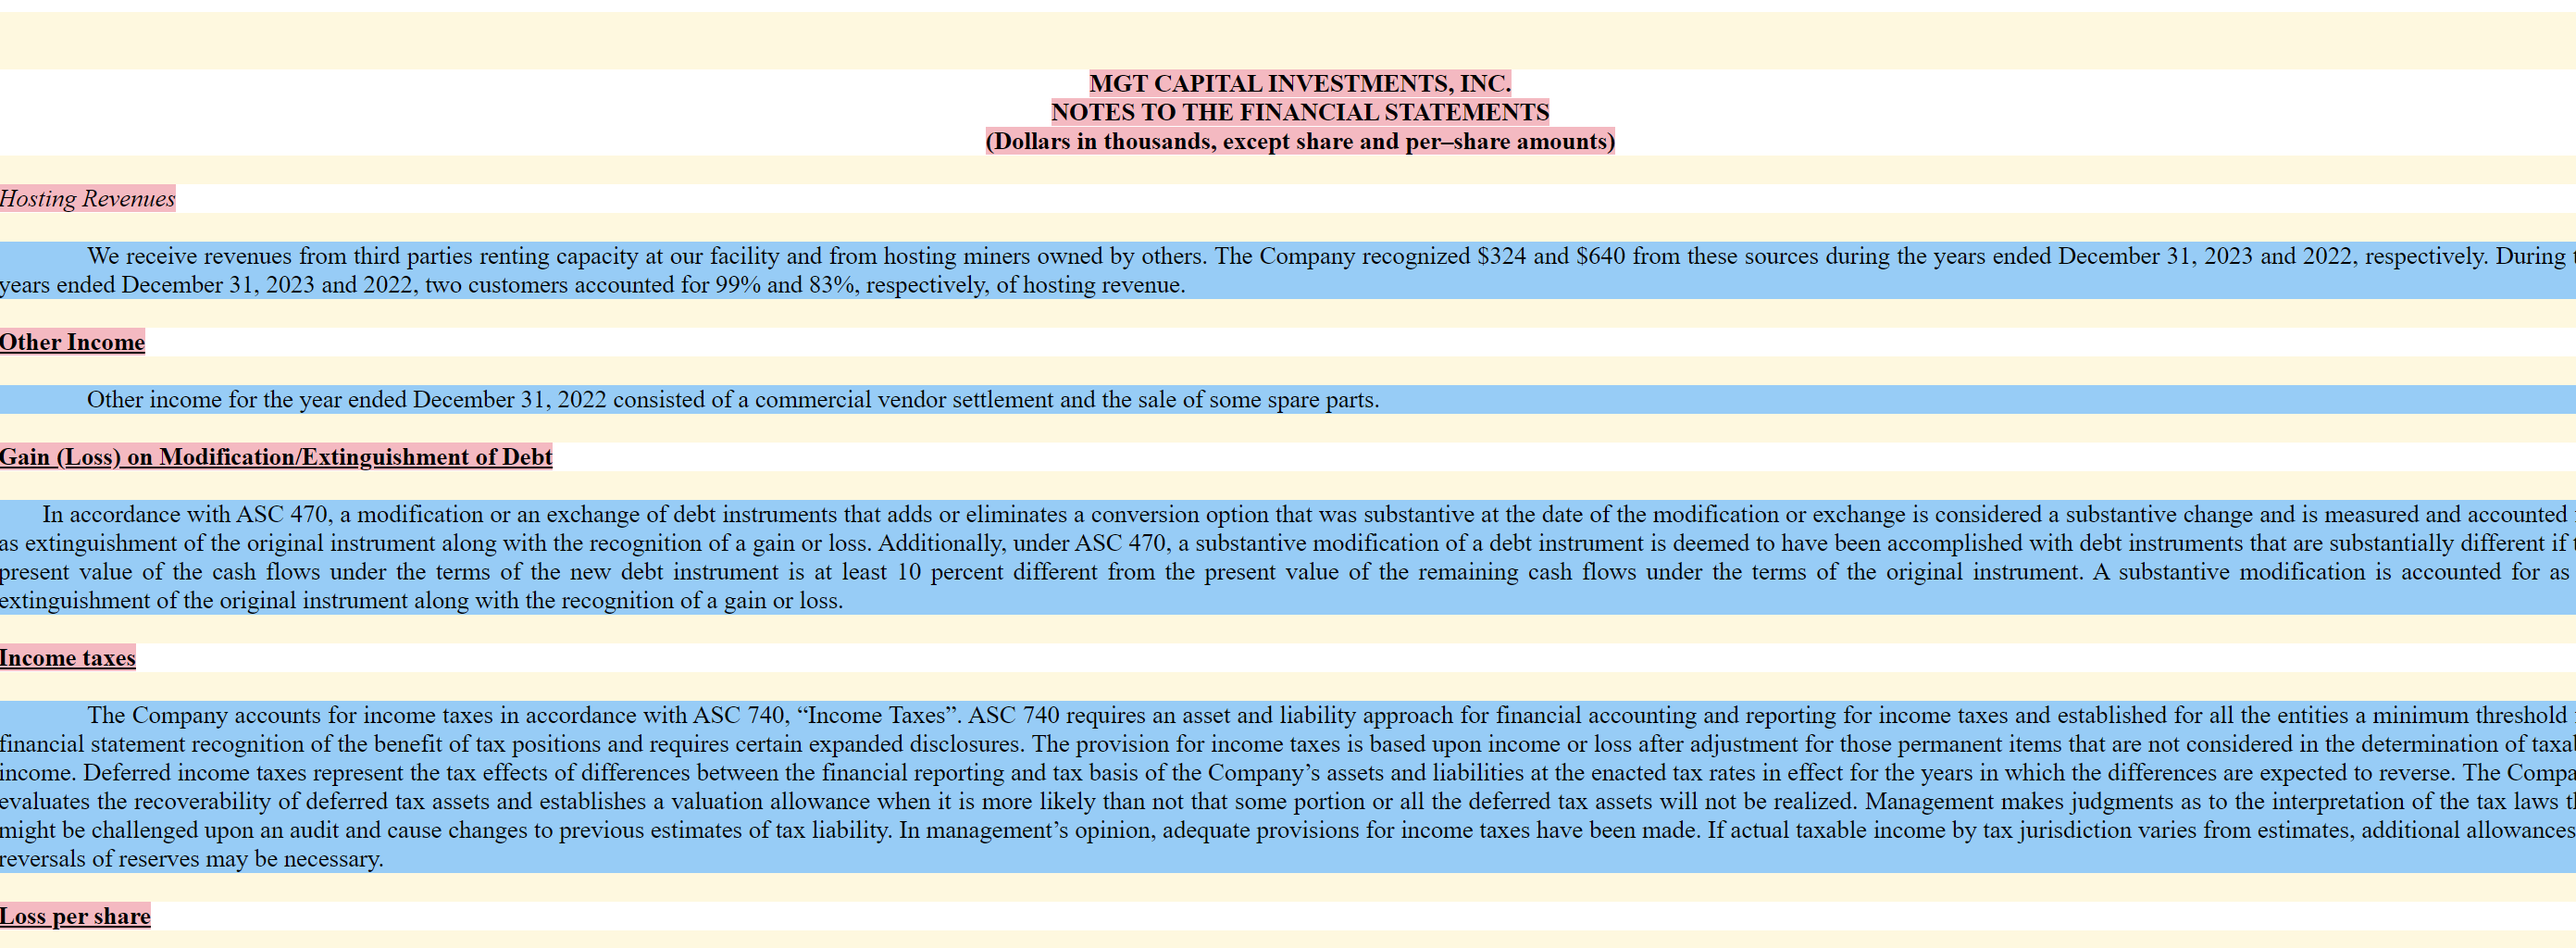 MGT CAPITAL INVESTMENTS, INC.
NOTES TO THE FINANCIAL STATEMENTS
(Dollars in thousands, except share and per–share amounts)
Hosting Revenues
We receive revenues from third parties renting capacity at our facility and from hosting miners owned by others. The Company recognized $324 and $640 from these sources during the years ended December 31, 2023 and 2022, respectively. During
years ended December 31, 2023 and 2022, two customers accounted for 99% and 83%, respectively, of hosting revenue.
Other Income
Other income for the year ended December 31, 2022 consisted of a commercial vendor settlement and the sale of some spare parts.
Gain (Loss) on Modification/Extinguishment of Debt
In accordance with ASC 470, a modification or an exchange of debt instruments that adds or eliminates a conversion option that was substantive at the date of the modification or exchange is considered a substantive change and is measured and accounted
as extinguishment of the original instrument along with the recognition of a gain or loss. Additionally, under ASC 470, a substantive modification of a debt instrument is deemed to have been accomplished with debt instruments that are substantially different if
present value of the cash flows under the terms of the new debt instrument is at least 10 percent different from the present value of the remaining cash flows under the terms of the original instrument. A substantive modification is accounted for as
extinguishment of the original instrument along with the recognition of a gain or loss.
Income taxes
The Company accounts for income taxes in accordance with ASC 740, “Income Taxes”. ASC 740 requires an asset and liability approach for financial accounting and reporting for income taxes and established for all the entities a minimum threshold
financial statement recognition of the benefit of tax positions and requires certain expanded disclosures. The provision for income taxes is based upon income or loss after adjustment for those permanent items that are not considered in the determination of
income. Deferred income taxes represent the tax effects of differences between the financial reporting and tax basis of the Company’s assets and liabilities at the enacted tax rates in effect for the years in which the differences are expected to reverse. The
evaluates the recoverability of deferred tax assets and establishes a valuation allowance when it is more likely than not that some portion or all the deferred tax assets will not be realized. Management makes judgments as to the interpretation of the tax laws
might be challenged upon an audit and cause changes to previous estimates of tax liability. In management’s opinion, adequate provisions for income taxes have been made. If actual taxable income by tax jurisdiction varies from estimates, additional allowances
reversals of reserves may be necessary.
Loss per share